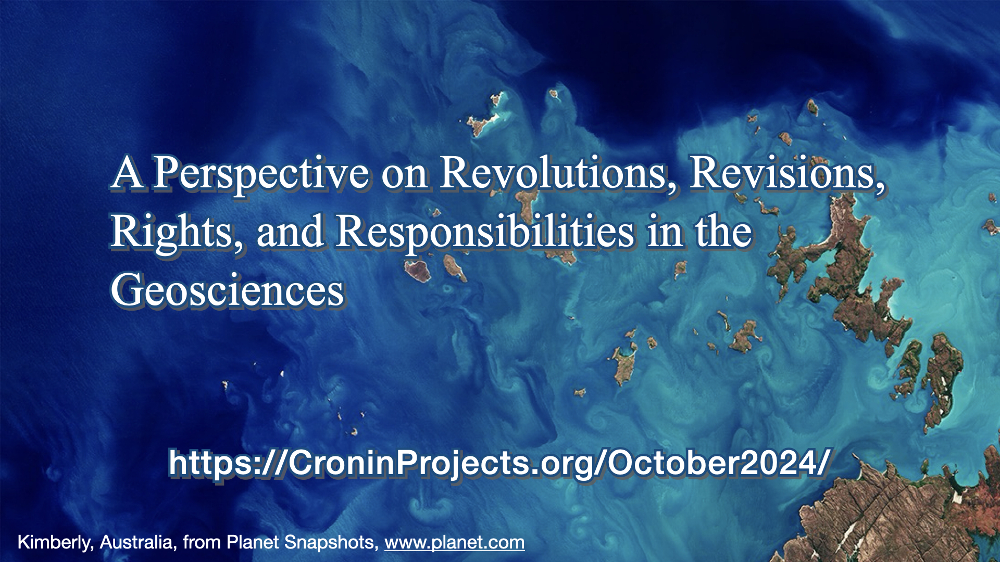 A Perspective on Revolutions, Revisions,
Rights, and Responsibilities in the
Geosciences
https://CroninProjects.org/October2024/
Kimberly, Australia, from Planet Snapshots, www.planet.com